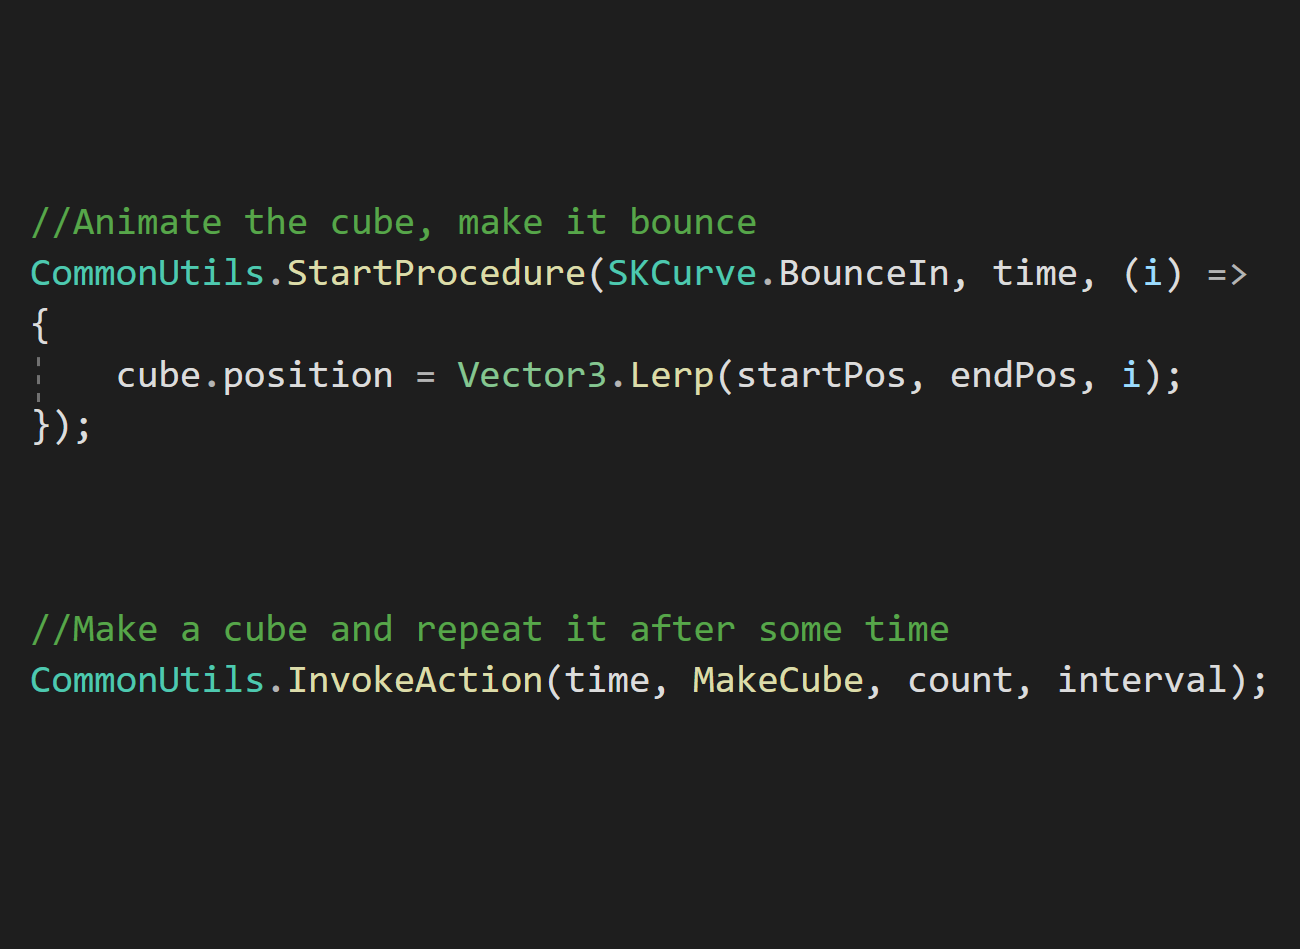 //Animate the cube, make it bounce
CommonUtils.StartProcedure(SKCurve.BounceIn, time, (i) =>
{
    cube.position = Vector3.Lerp(startPos, endPos, i);
});
//Make a cube and repeat it after some time
CommonUtils.InvokeAction(time, MakeCube, count, interval);